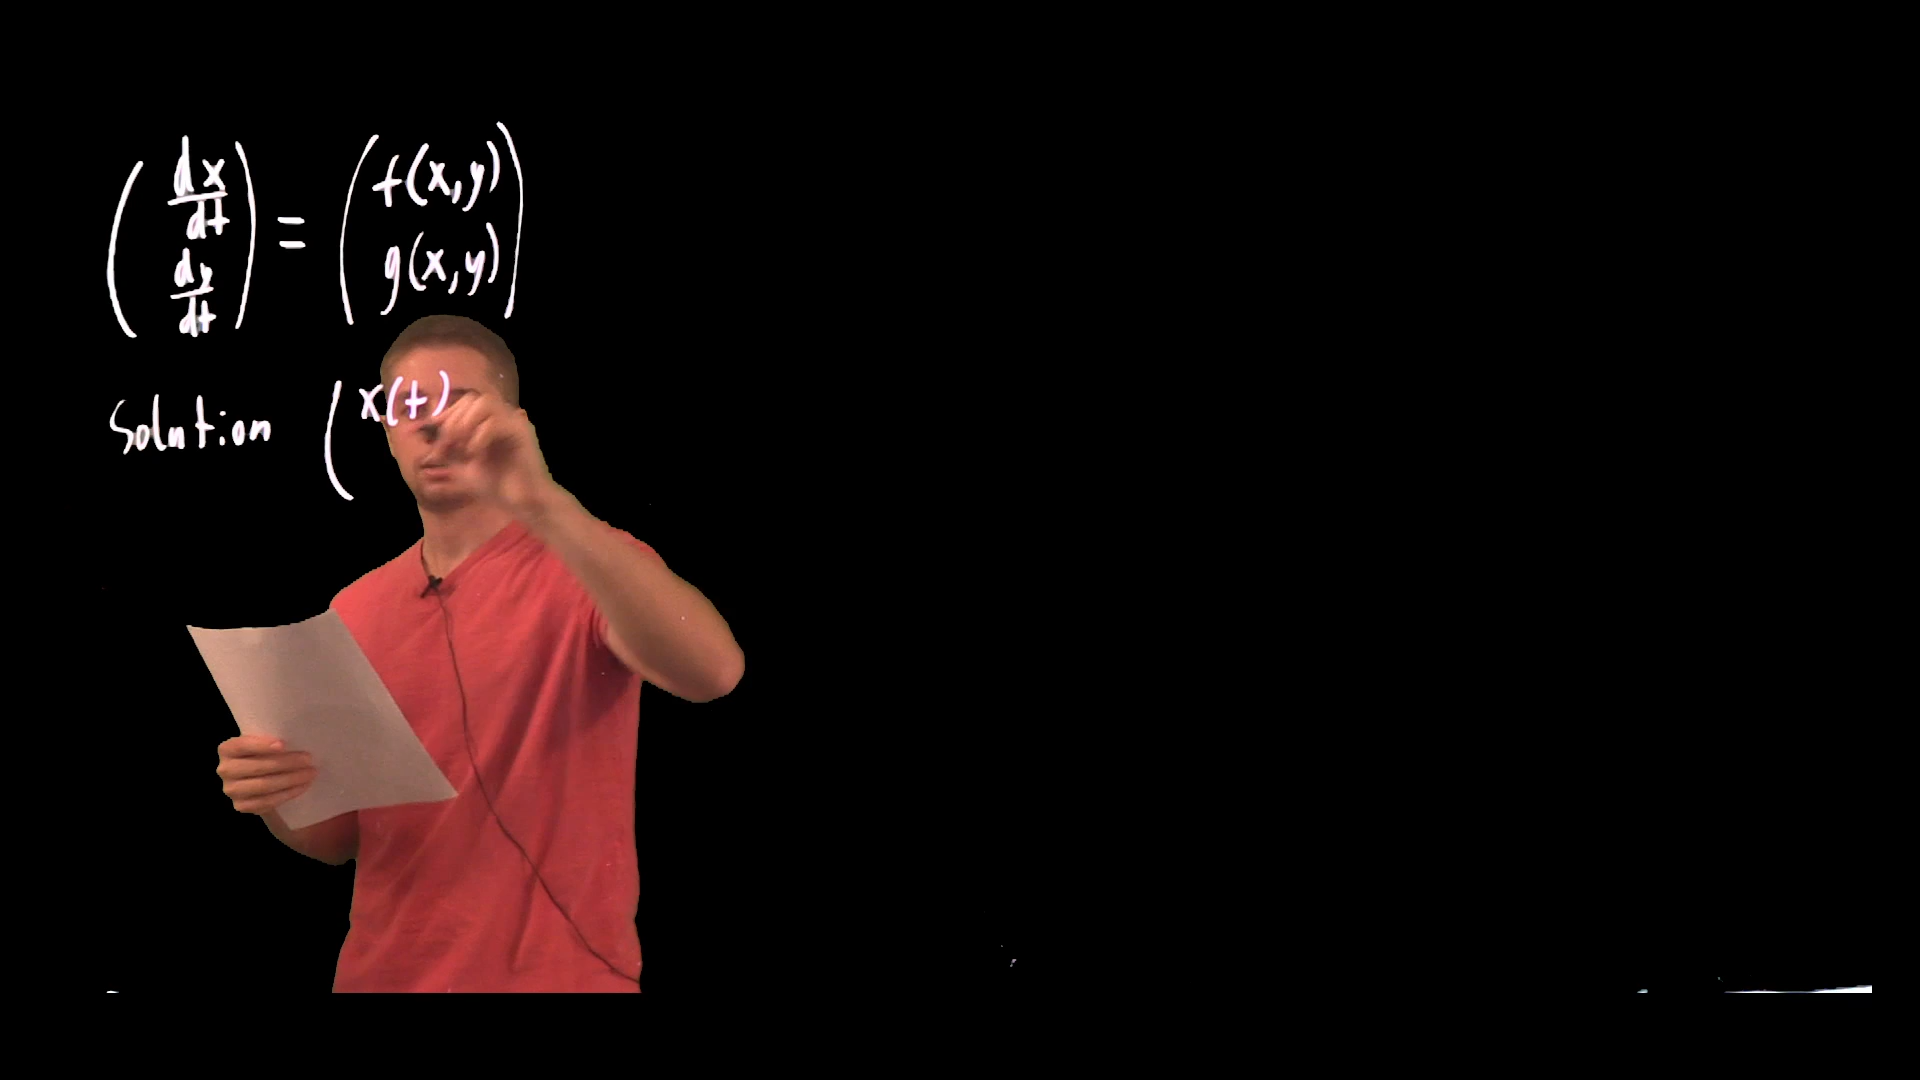 ( dx/dt ) = ( f(x,y) )
( dy/dt ) ( g(x,y) )
Solution ( x(t)